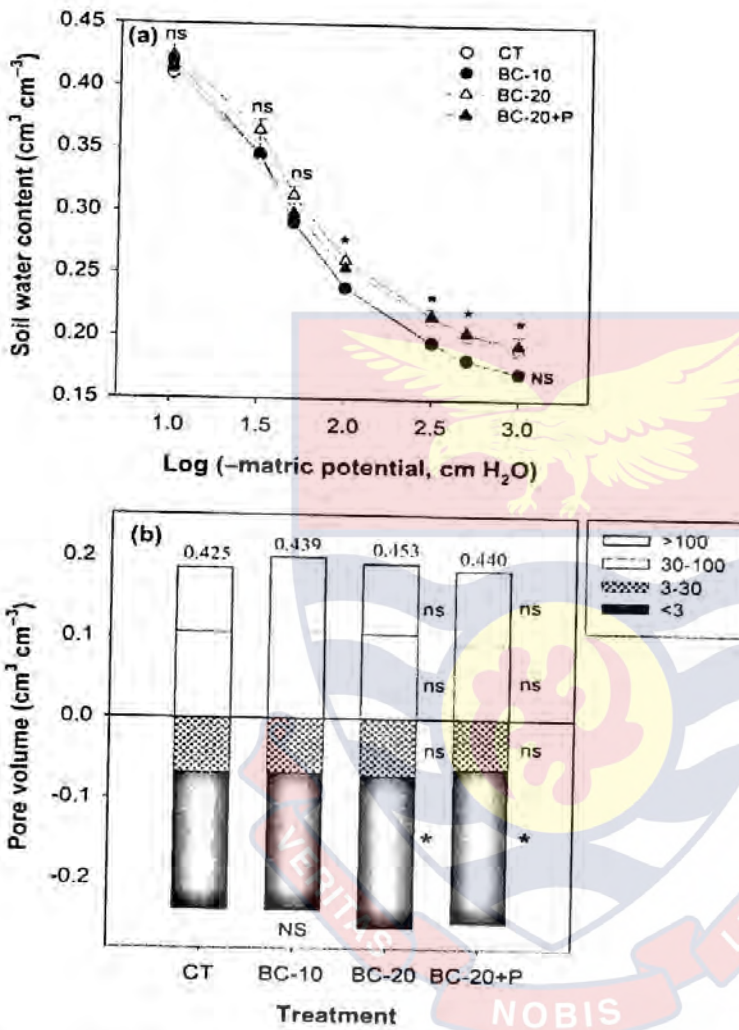 0.45
(a)
ns
CT
BC-10
BC-20
BC-20+P
0.40
ns
0.35
ns
0.30
*
0.25
* * *
0.20
NS
0.15
Soil water content (cm³ cm⁻³)
1.0 1.5 2.0 2.5 3.0
Log (–matric potential, cm H₂O)
(b)
0.425 0.439 0.453 0.440
>100
30-100
3-30
<3
0.2
ns ns
0.1
ns ns
0.0
ns ns
-0.1
* *
-0.2
NS
Pore volume (cm³ cm⁻³)
CT BC-10 BC-20 BC-20+P
Treatment
VERITAS
NOBIS